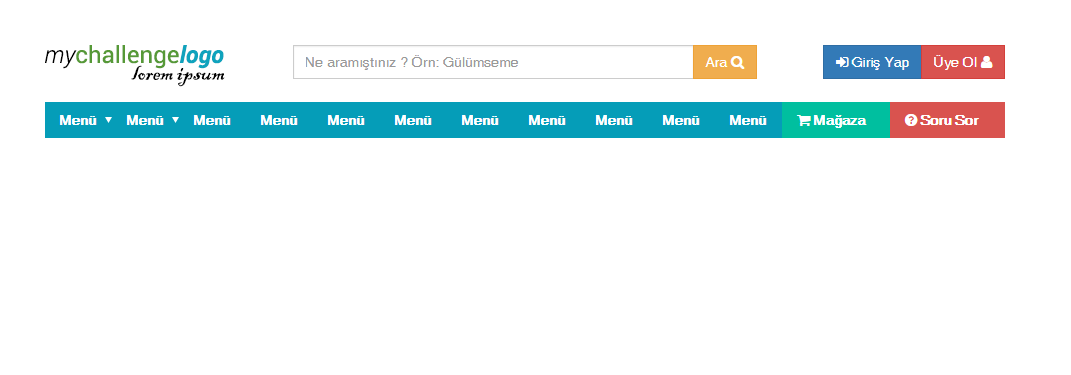 mychallengelogo
lorem ipsum
Ne aramıştınız ? Örn: Gülümseme
Ara
Giriş Yap
Üye Ol
Menü Menü Menü Menü Menü Menü Menü Menü Menü Menü Menü Mağaza Soru Sor